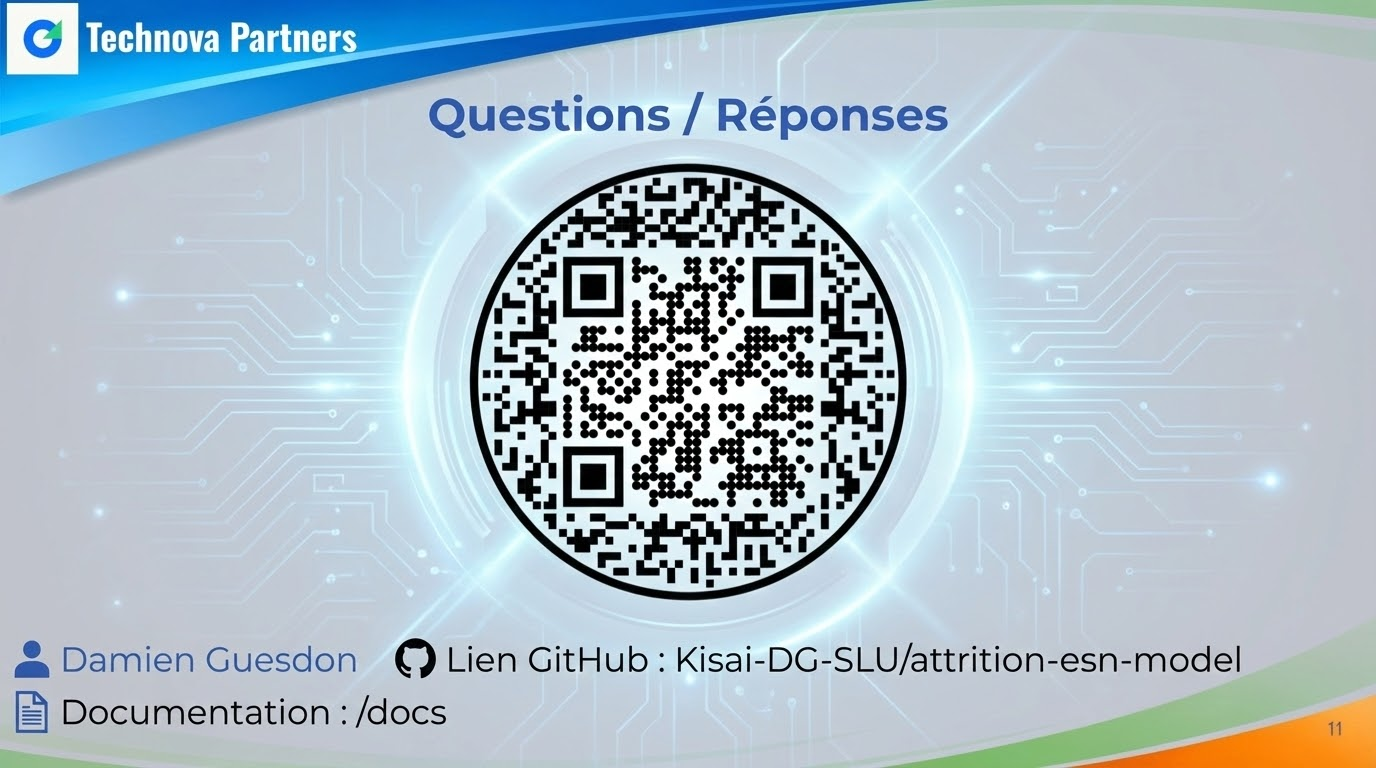 Technova Partners
Questions / Réponses
Damien Guesdon
Lien GitHub : Kisai-DG-SLU/attrition-esn-model
Documentation : /docs
11